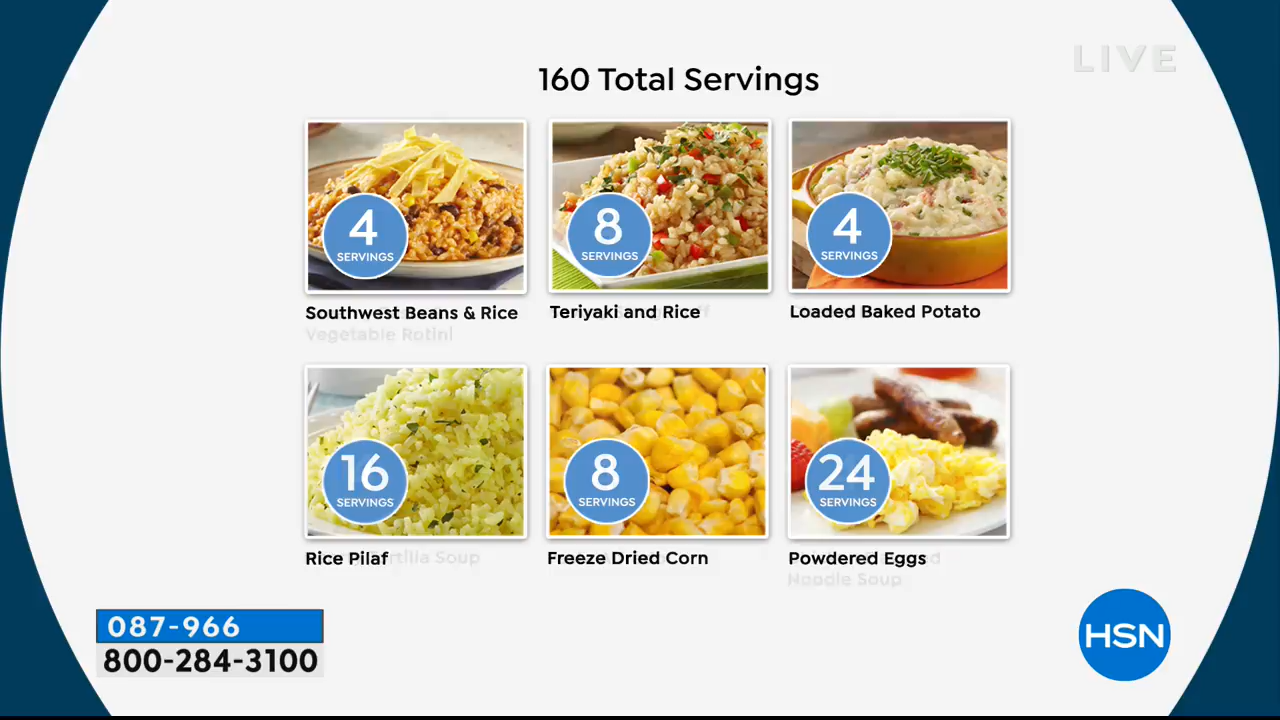 LIVE
160 Total Servings
4
SERVINGS
8
SERVINGS
4
SERVINGS
Southwest Beans & Rice
Teriyaki and Rice
Loaded Baked Potato
Vegetable Rotini
16
SERVINGS
8
SERVINGS
24
SERVINGS
Rice Pilaf
Freeze Dried Corn
Powdered Eggs
Noodle Soup
087-966
800-284-3100
HSN